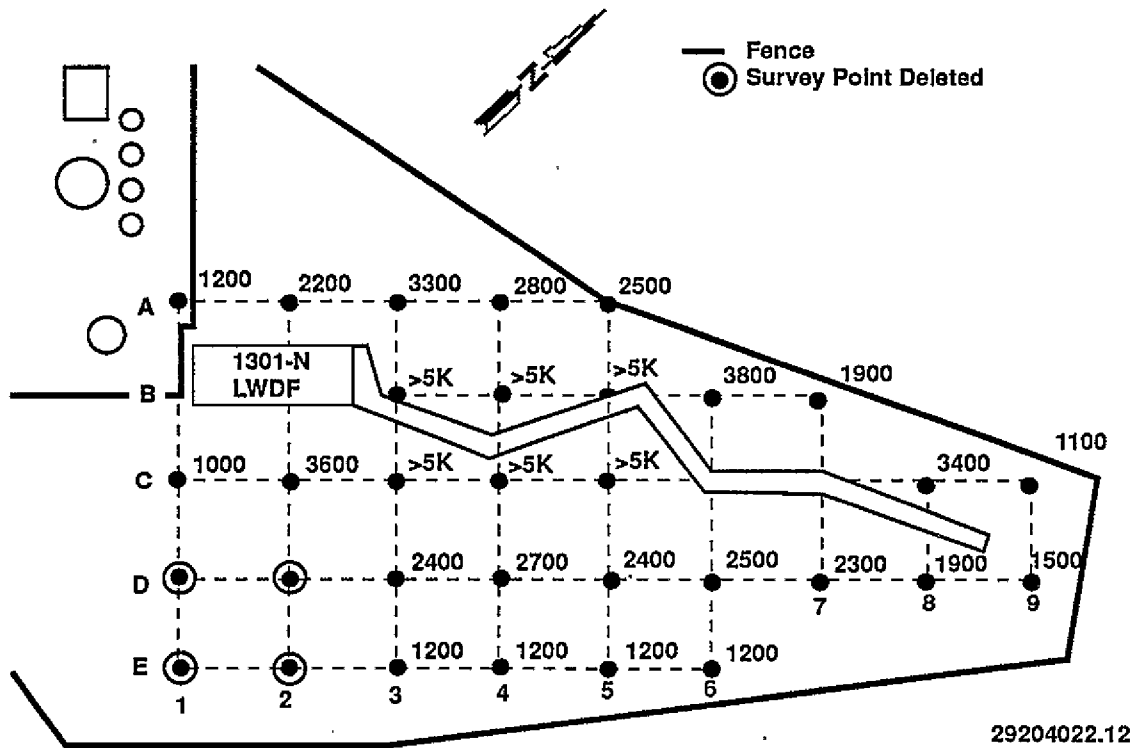 N
Fence
Survey Point Deleted
A
1200
2200
3300
2800
2500
1301-N
LWDF
B
>5K
>5K
>5K
3800
1900
1100
C
1000
3600
>5K
>5K
>5K
3400
D
2400
2700
2400
2500
2300
1900
1500
7
8
9
E
1200
1200
1200
1200
1
2
3
4
5
6
29204022.12